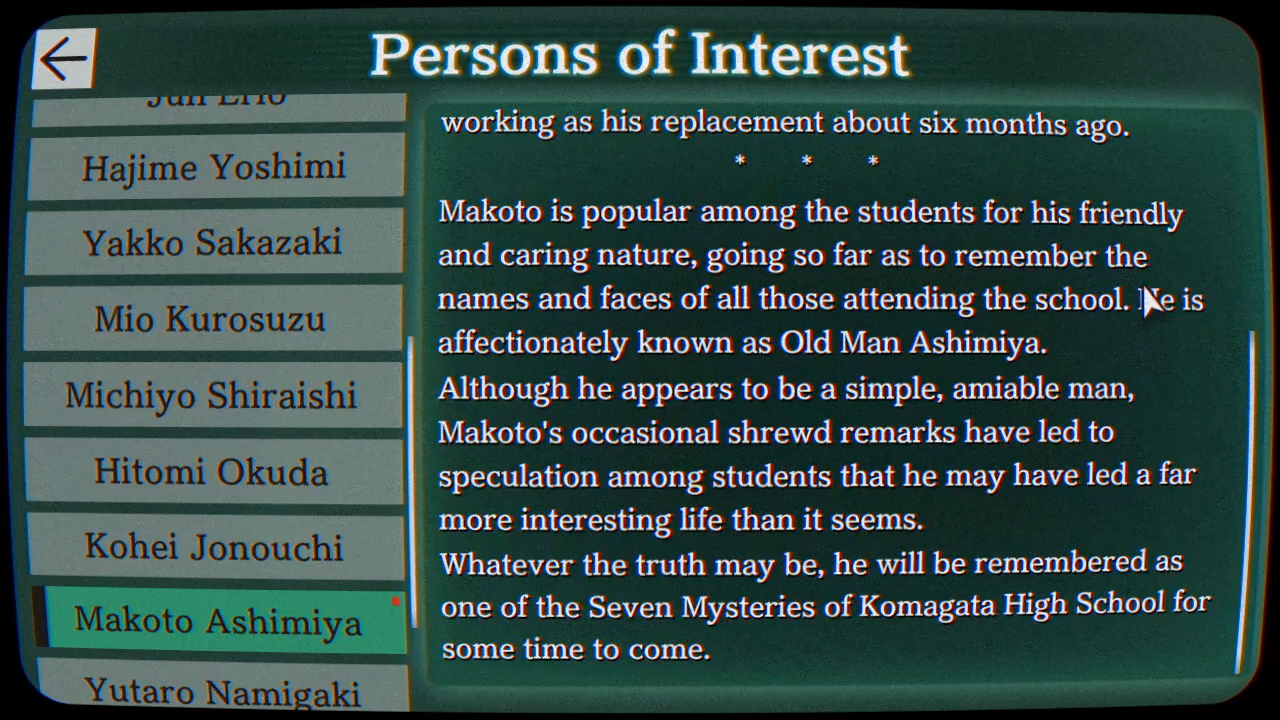 Persons of Interest
Jun Erio
Hajime Yoshimi
Yakko Sakazaki
Mio Kurosuzu
Michiyo Shiraishi
Hitomi Okuda
Kohei Jonouchi
Makoto Ashimiya
Yutaro Namigaki
working as his replacement about six months ago.
* * *
Makoto is popular among the students for his friendly
and caring nature, going so far as to remember the
names and faces of all those attending the school. He is
affectionately known as Old Man Ashimiya.
Although he appears to be a simple, amiable man,
Makoto's occasional shrewd remarks have led to
speculation among students that he may have led a far
more interesting life than it seems.
Whatever the truth may be, he will be remembered as
one of the Seven Mysteries of Komagata High School for
some time to come.